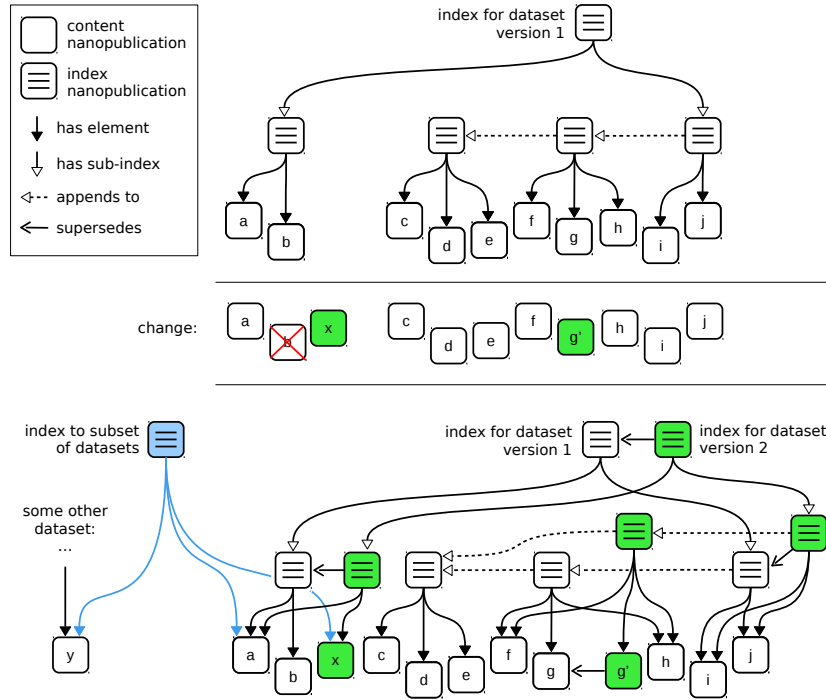 content
nanopublication
index
nanopublication
has element
has sub-index
appends to
supersedes
index for dataset
version 1
a
b
c
d
e
f
g
h
i
j
change:
a
b
x
c
d
e
f
g'
h
i
j
index to subset
of datasets
index for dataset
version 1
index for dataset
version 2
some other
dataset:
...
y
a
b
x
c
d
e
f
g
g'
h
i
j